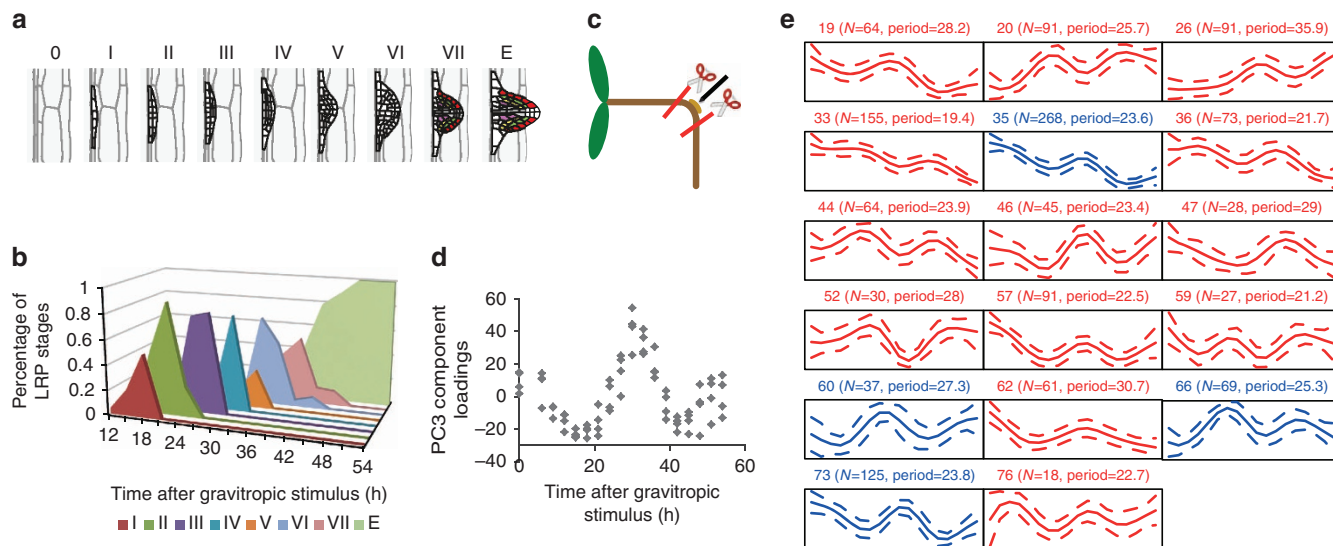 a
0 I II III IV V VI VII E
b
Percentage of
LRP stages
1
0.8
0.6
0.4
0.2
0
12 18 24 30 36 42 48 54
Time after gravitropic stimulus (h)
I II III IV V VI VII E
c
d
PC3 component
loadings
60
40
20
0
−20
−40
0 20 40 60
Time after gravitropic
stimulus (h)
e
19 (N=64, period=28.2) 20 (N=91, period=25.7) 26 (N=91, period=35.9)
33 (N=155, period=19.4) 35 (N=268, period=23.6) 36 (N=73, period=21.7)
44 (N=64, period=23.9) 46 (N=45, period=23.4) 47 (N=28, period=29)
52 (N=30, period=28) 57 (N=91, period=22.5) 59 (N=27, period=21.2)
60 (N=37, period=27.3) 62 (N=61, period=30.7) 66 (N=69, period=25.3)
73 (N=125, period=23.8) 76 (N=18, period=22.7)